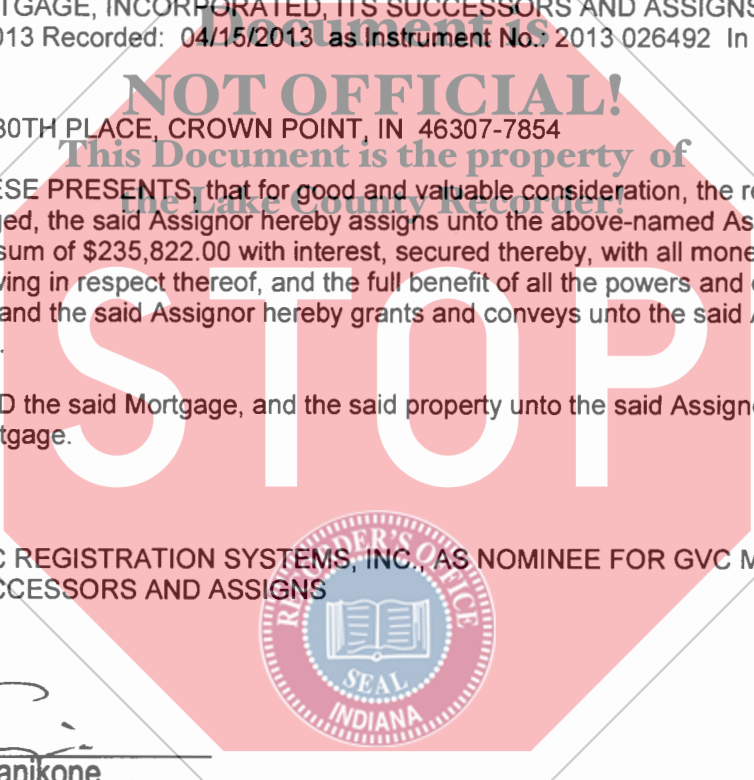 TGAGE, INCORPORATED, ITS SUCCESSORS AND ASSIGNS
Document is
013 Recorded: 04/15/2013 as Instrument No.: 2013 026492 In
NOT OFFICIAL!
30TH PLACE, CROWN POINT, IN 46307-7854
This Document is the property of
ESE PRESENTS, that for good and valuable consideration, the re
the Lake County Recorder!
ged, the said Assignor hereby assigns unto the above-named As
sum of $235,822.00 with interest, secured thereby, with all mone
ving in respect thereof, and the full benefit of all the powers and
and the said Assignor hereby grants and conveys unto the said A
STOP
D the said Mortgage, and the said property unto the said Assign
tgage.
C REGISTRATION SYSTEMS, INC., AS NOMINEE FOR GVC M
CCESSORS AND ASSIGNS
RECORDER'S OFFICE
SEAL
INDIANA
anikone